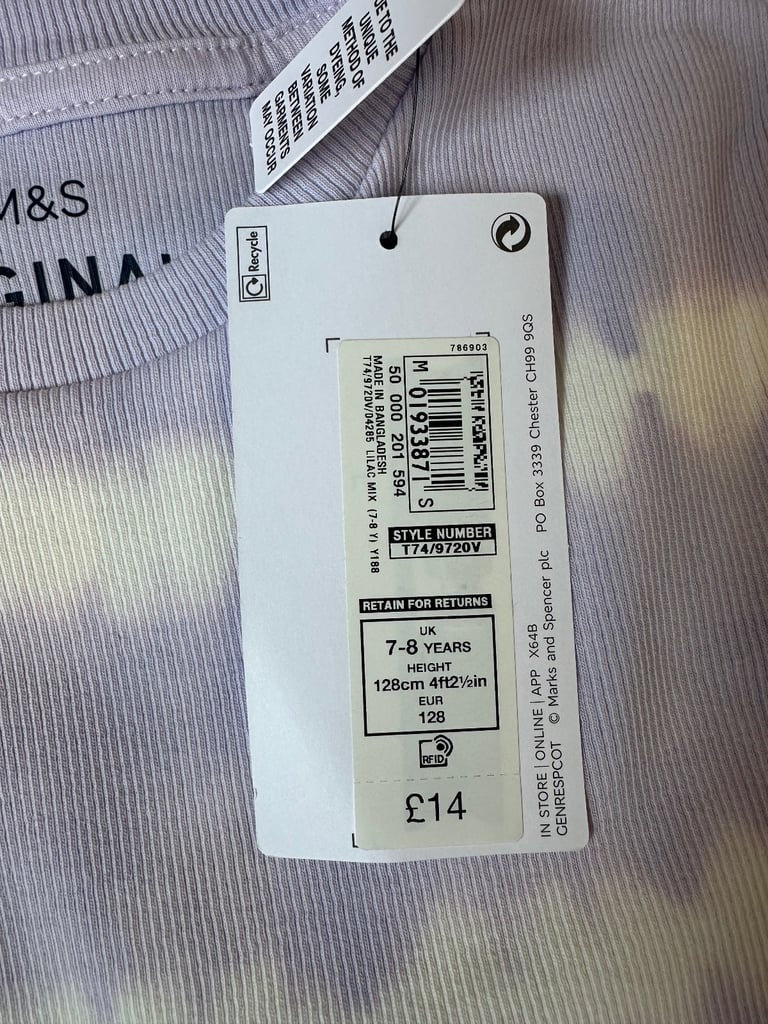 E TO THE
UNIQUE
METHOD OF
DYEING,
SOME
VARIATION
BETWEEN
GARMENTS
MAY OCCUR
M&S
GINAL
Recycle
786903
M 01933871 S
50 000 201 594
MADE IN BANGLADESH
T74/9720V/04285 LILAC MIX (7-8 Y) Y188
STYLE NUMBER
T74/9720V
RETAIN FOR RETURNS
UK
7-8 YEARS
HEIGHT
128cm 4ft2½in
EUR
128
RFID
£14
IN STORE | ONLINE | APP X64B
GENRESPCOT © Marks and Spencer plc PO Box 3339 Chester CH99 9QS